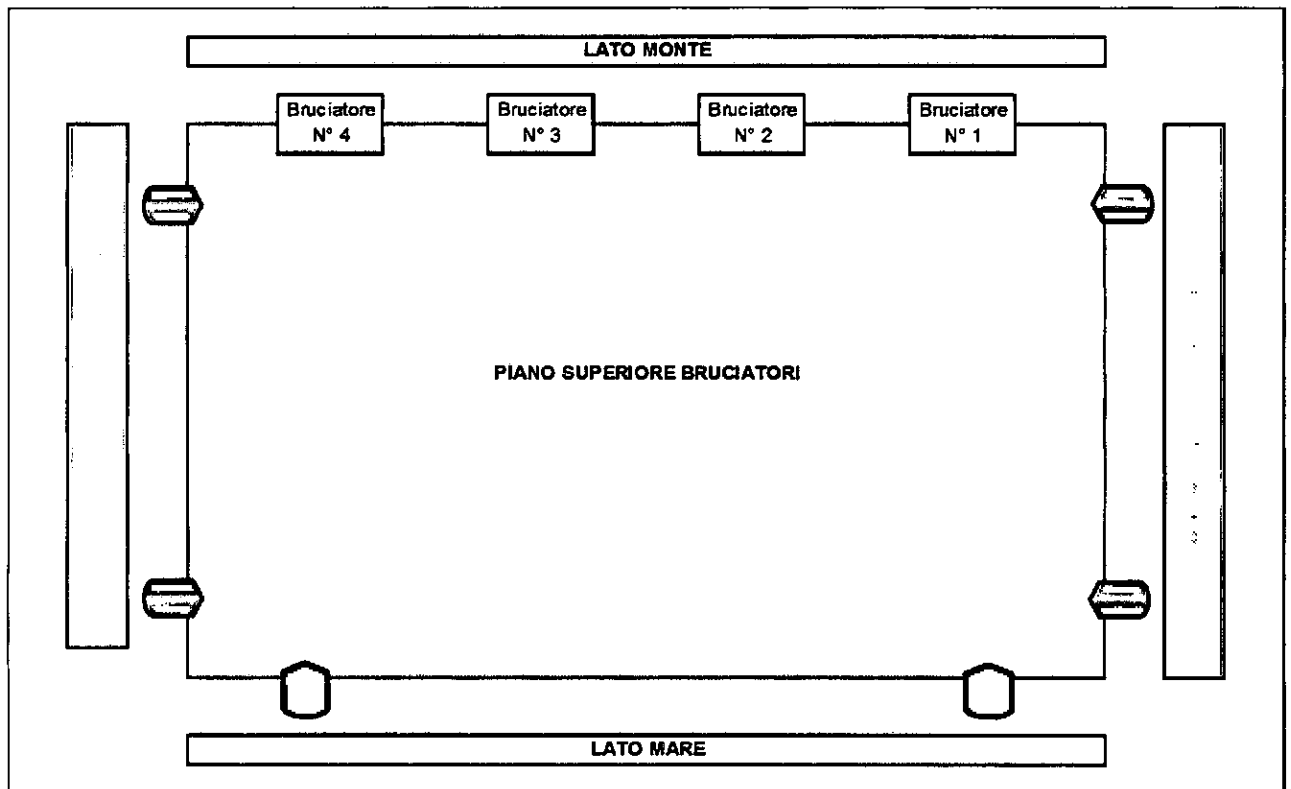 LATO MONTE
Bruciatore
N° 4
Bruciatore
N° 3
Bruciatore
N° 2
Bruciatore
N° 1
PIANO SUPERIORE BRUCIATORI
LATO MARE